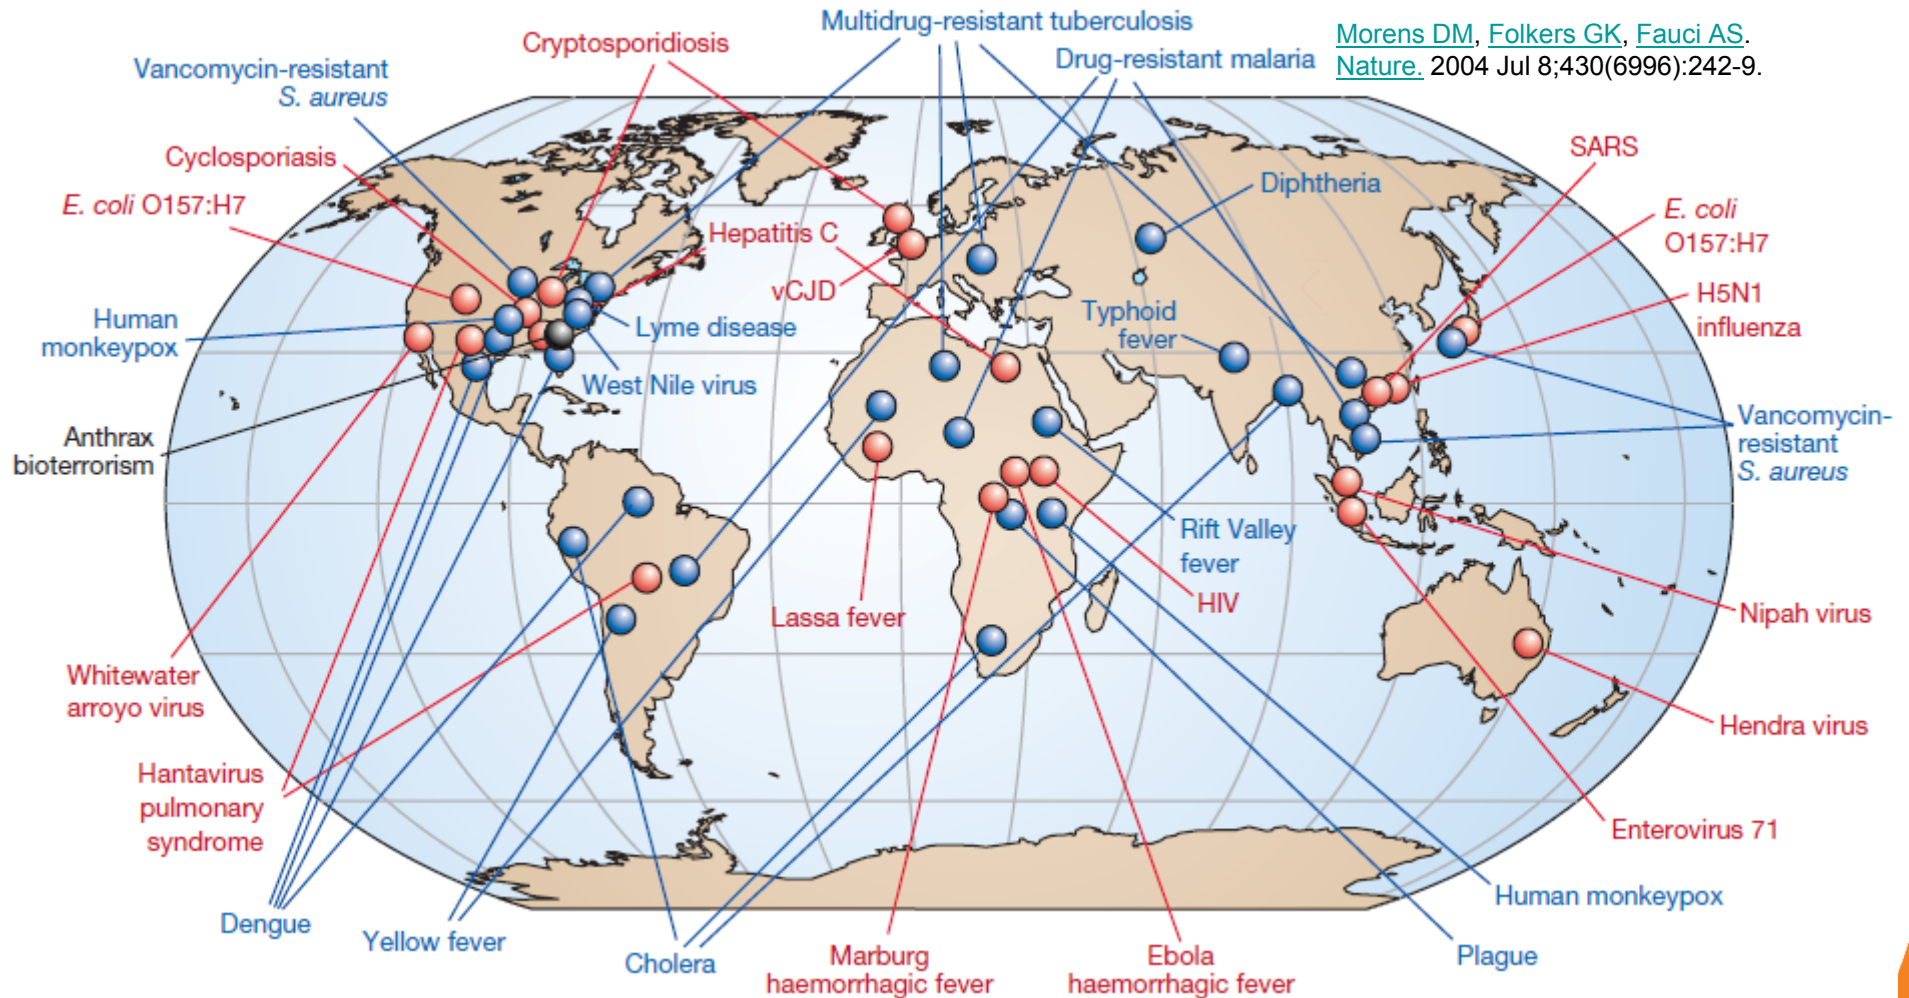 Multidrug-resistant tuberculosis
Morens DM, Folkers GK, Fauci AS.
Nature. 2004 Jul 8;430(6996):242-9.
Cryptosporidiosis
Drug-resistant malaria
Vancomycin-resistant
S. aureus
SARS
Cyclosporiasis
Diphtheria
E. coli O157:H7
E. coli
O157:H7
Hepatitis C
vCJD
H5N1
influenza
Human
monkeypox
Lyme disease
Typhoid
fever
West Nile virus
Vancomycin-
resistant
S. aureus
Anthrax
bioterrorism
Rift Valley
fever
HIV
Lassa fever
Nipah virus
Whitewater
arroyo virus
Hendra virus
Hantavirus
pulmonary
syndrome
Enterovirus 71
Human monkeypox
Dengue
Yellow fever
Cholera
Marburg
haemorrhagic fever
Ebola
haemorrhagic fever
Plague